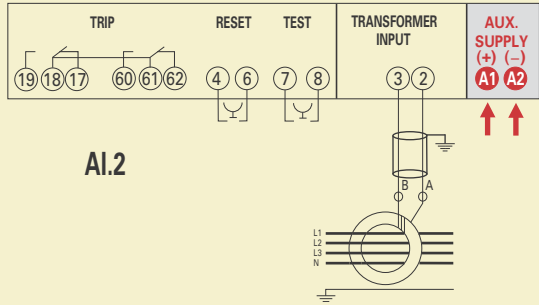 TRIP
RESET
TEST
TRANSFORMER
INPUT
AUX.
SUPPLY
(+) (–)
19 18 17 60 61 62 4 6 7 8 3 2 A1 A2
AI.2
B A
L1
L2
L3
N